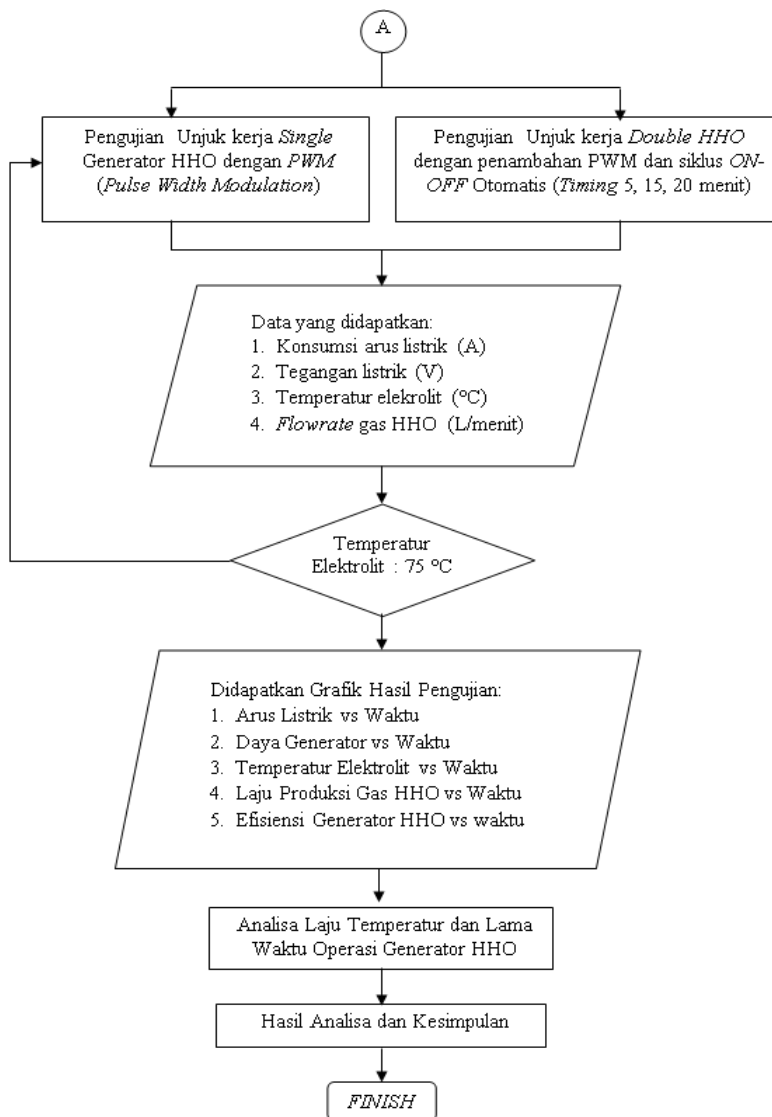 A
Pengujian Unjuk kerja Single
Generator HHO dengan PWM
(Pulse Width Modulation)
Pengujian Unjuk kerja Double HHO
dengan penambahan PWM dan siklus ON-
OFF Otomatis (Timing 5, 15, 20 menit)
Data yang didapatkan:
1. Konsumsi arus listrik (A)
2. Tegangan listrik (V)
3. Temperatur elekrolit (°C)
4. Flowrate gas HHO (L/menit)
Temperatur
Elektrolit : 75 °C
Didapatkan Grafik Hasil Pengujian:
1. Arus Listrik vs Waktu
2. Daya Generator vs Waktu
3. Temperatur Elektrolit vs Waktu
4. Laju Produksi Gas HHO vs Waktu
5. Efisiensi Generator HHO vs waktu
Analisa Laju Temperatur dan Lama
Waktu Operasi Generator HHO
Hasil Analisa dan Kesimpulan
FINISH